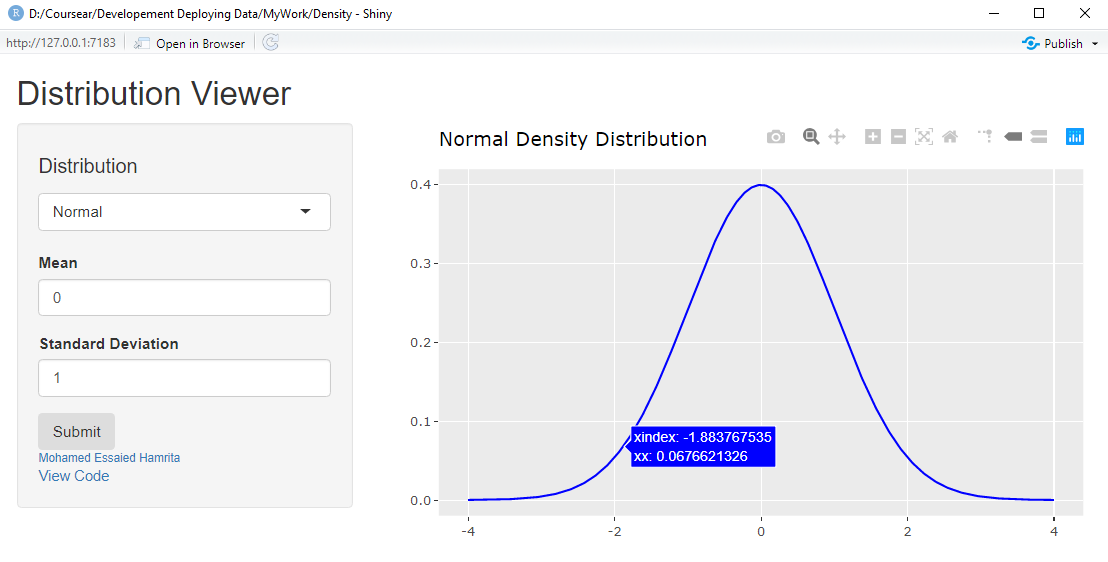 D:/Coursear/Developement Deploying Data/MyWork/Density - Shiny
http://127.0.0.1:7183
Open in Browser
Publish
Distribution Viewer
Distribution
Normal
Mean
0
Standard Deviation
1
Submit
Mohamed Essaied Hamrita
View Code
Normal Density Distribution
0.4
0.3
0.2
0.1
0.0
xindex: -1.883767535
xx: 0.0676621326
-4 -2 0 2 4